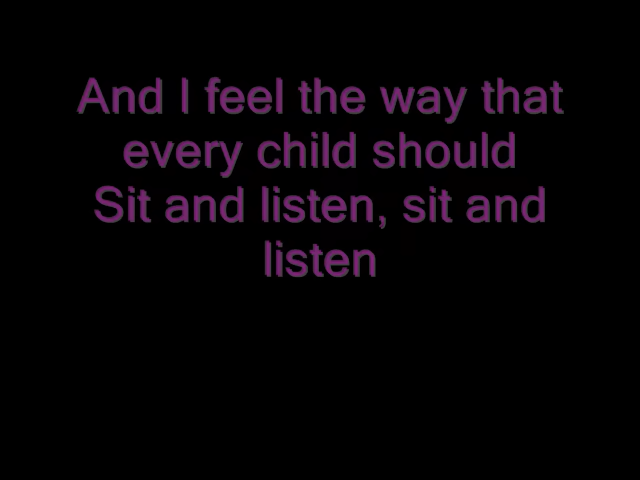 And I feel the way that
every child should
Sit and listen, sit and
listen